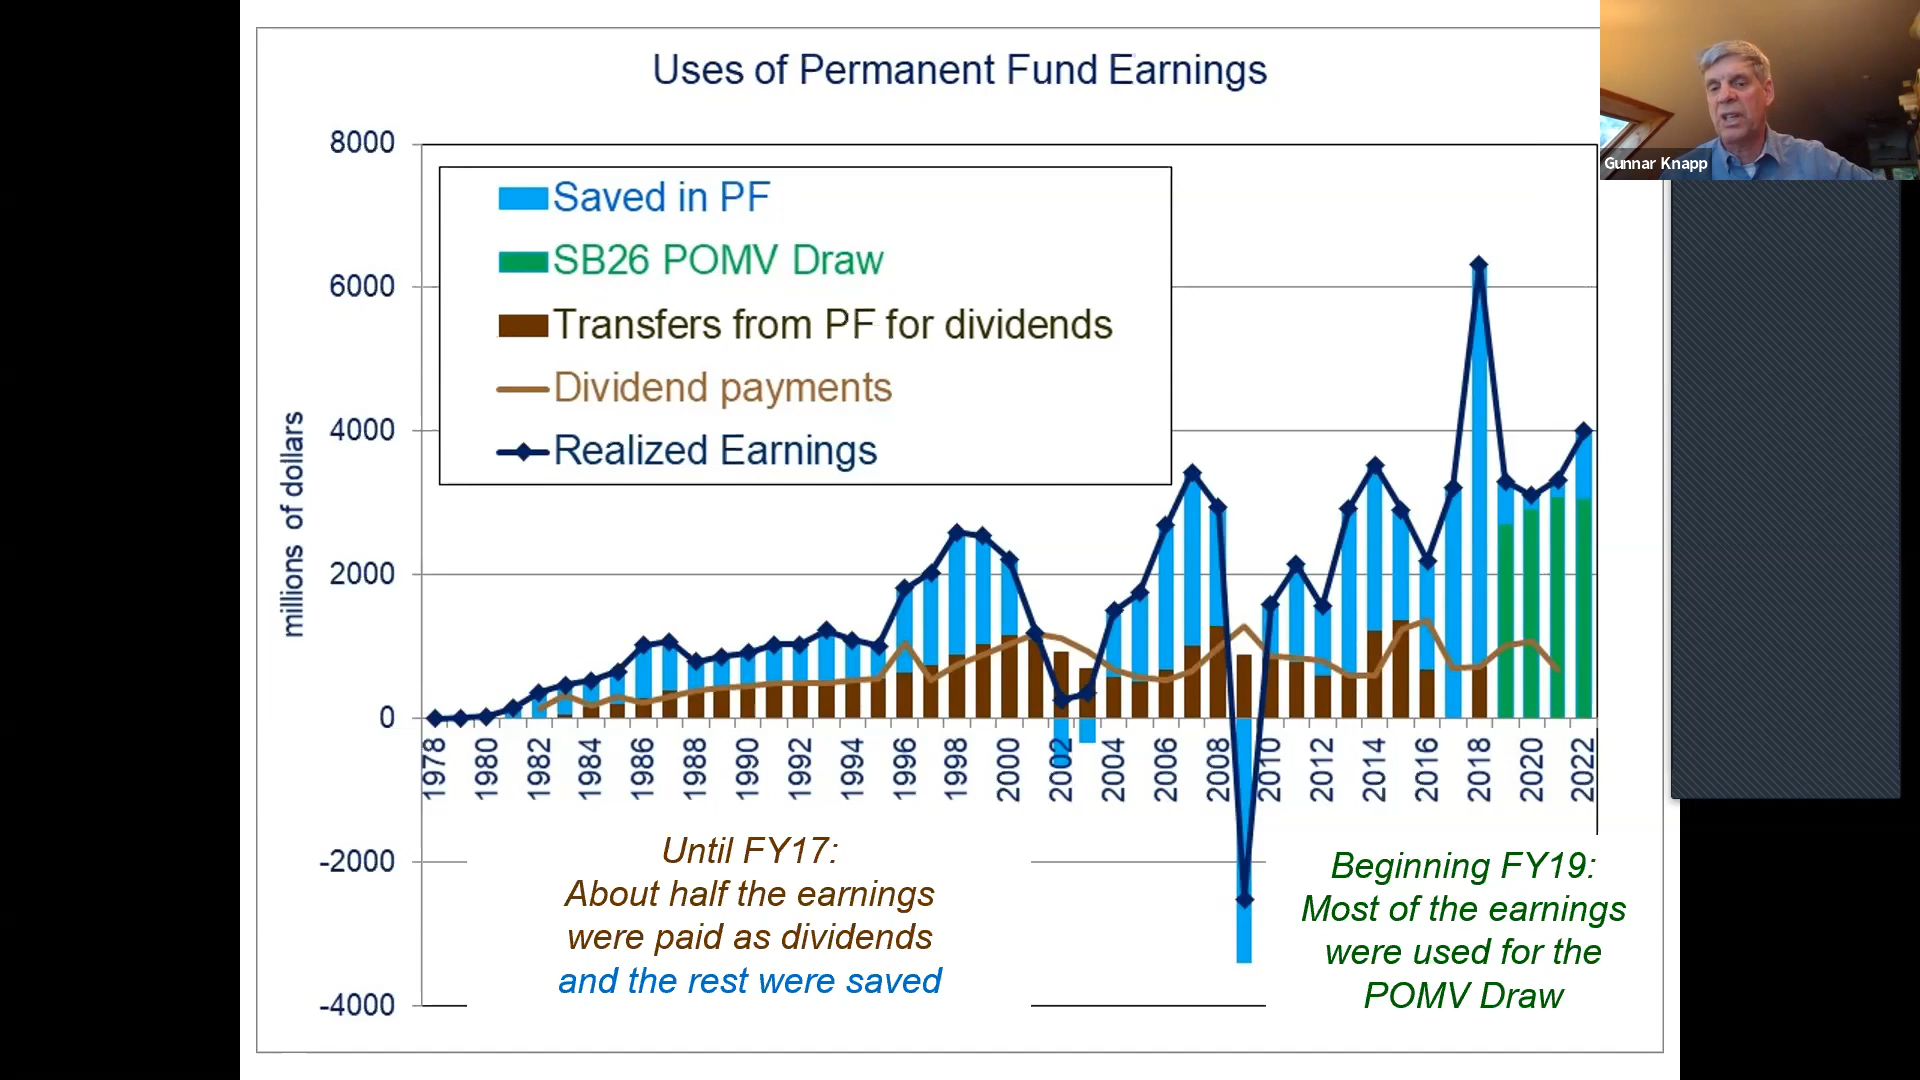 Uses of Permanent Fund Earnings
Gunnar Knapp
8000
6000
4000
2000
0
-2000
-4000
millions of dollars
Saved in PF
SB26 POMV Draw
Transfers from PF for dividends
Dividend payments
Realized Earnings
1978
1980
1982
1984
1986
1988
1990
1992
1994
1996
1998
2000
2002
2004
2006
2008
2010
2012
2014
2016
2018
2020
2022
Until FY17:
About half the earnings
were paid as dividends
and the rest were saved
Beginning FY19:
Most of the earnings
were used for the
POMV Draw